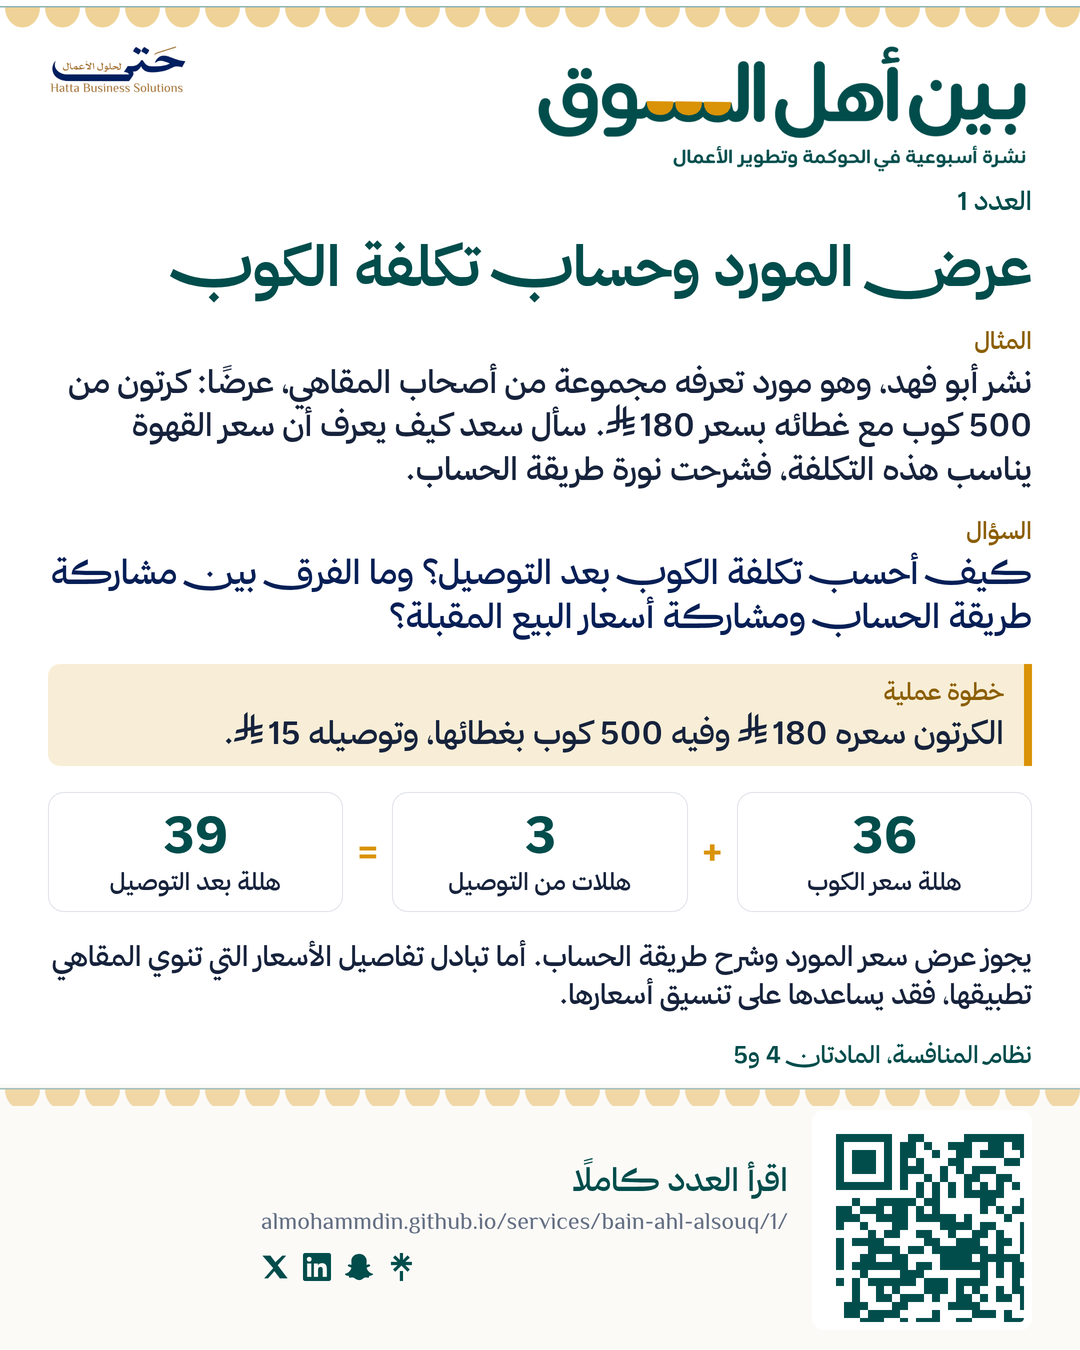 حتى
لحلول الأعمال
Hatta Business Solutions
بين أهل السوق
نشرة أسبوعية في الحوكمة وتطوير الأعمال
العدد 1
عرض المورد وحساب تكلفة الكوب
المثال
نشر أبو فهد، وهو مورد تعرفه مجموعة من أصحاب المقاهي، عرضًا: كرتون من
500 كوب مع غطائه بسعر 180 ⃁. سأل سعد كيف يعرف أن سعر القهوة
يناسب هذه التكلفة، فشرحت نورة طريقة الحساب.
السؤال
كيف أحسب تكلفة الكوب بعد التوصيل؟ وما الفرق بين مشاركة
طريقة الحساب ومشاركة أسعار البيع المقبلة؟
خطوة عملية
الكرتون سعره 180 ⃁ وفيه 500 كوب بغطائها، وتوصيله 15 ⃁.
36 + 3 = 39
هللة سعر الكوب
هللات من التوصيل
هللة بعد التوصيل
يجوز عرض سعر المورد وشرح طريقة الحساب. أما تبادل تفاصيل الأسعار التي تنوي المقاهي
تطبيقها، فقد يساعدها على تنسيق أسعارها.
نظام المنافسة، المادتان 4 و5
اقرأ العدد كاملًا
almohammdin.github.io/services/bain-ahl-alsouq/1/